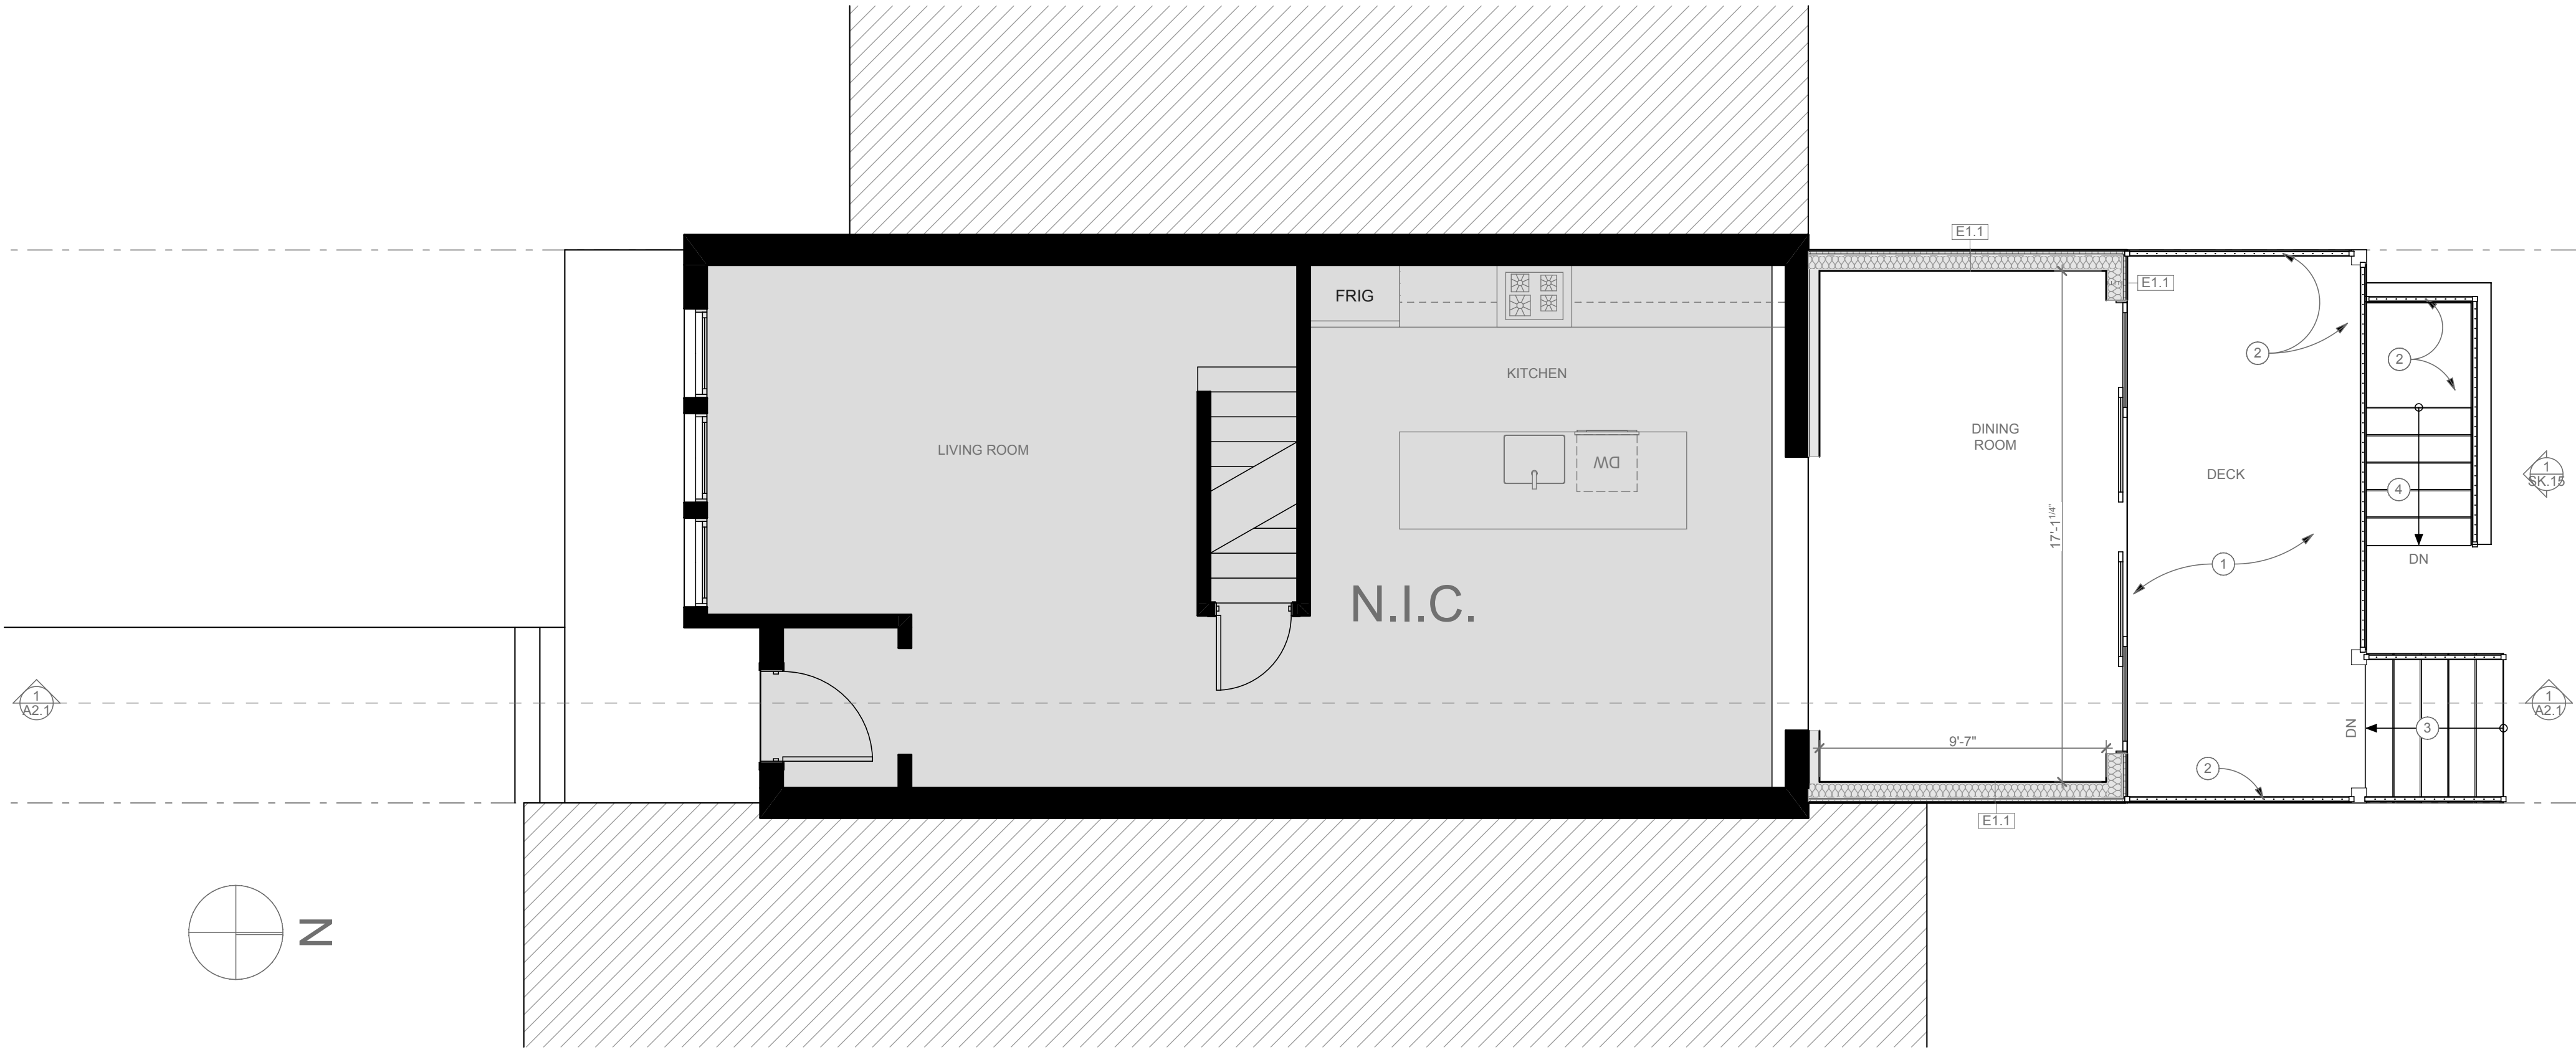 E1.1
E1.1
FRIG
2
2
KITCHEN
LIVING ROOM
DINING
ROOM
DECK
DW
1
SK.15
4
17'-1 1/4"
DN
1
N.I.C.
1
A2.1
1
A2.1
DN
3
9'-7"
2
E1.1
N